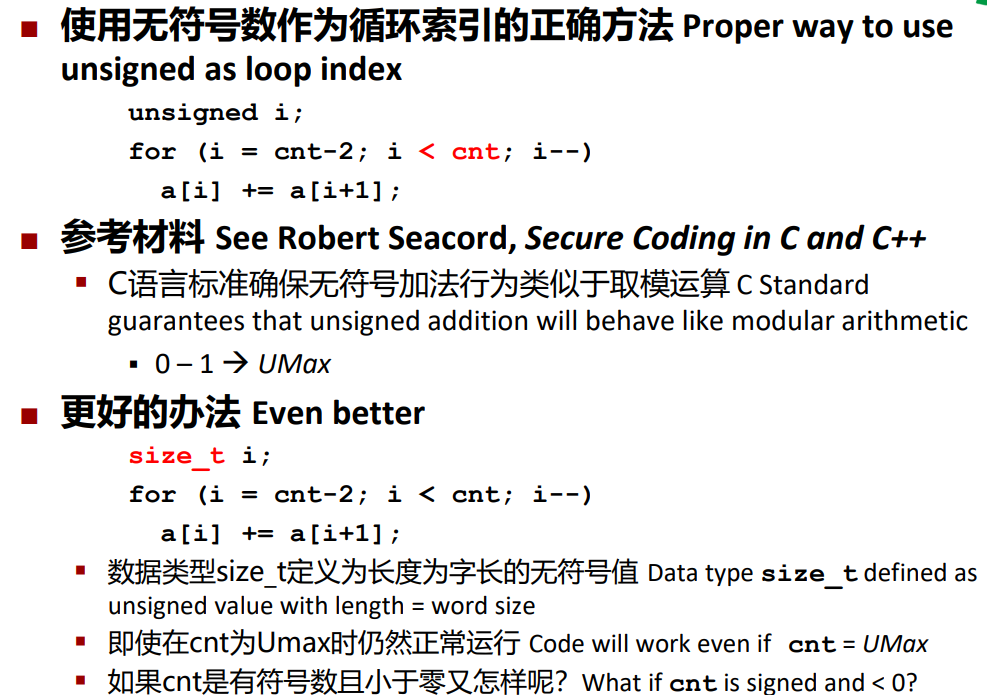 使用无符号数作为循环索引的正确方法 Proper way to use
unsigned as loop index
unsigned i;
for (i = cnt-2; i < cnt; i--)
a[i] += a[i+1];
参考材料 See Robert Seacord, Secure Coding in C and C++
C语言标准确保无符号加法行为类似于取模运算 C Standard
guarantees that unsigned addition will behave like modular arithmetic
0 – 1 → UMax
更好的办法 Even better
size_t i;
for (i = cnt-2; i < cnt; i--)
a[i] += a[i+1];
数据类型size_t定义为长度为字长的无符号值 Data type size_t defined as
unsigned value with length = word size
即使在cnt为Umax时仍然正常运行 Code will work even if cnt = UMax
如果cnt是有符号数且小于零又怎样呢？What if cnt is signed and < 0?